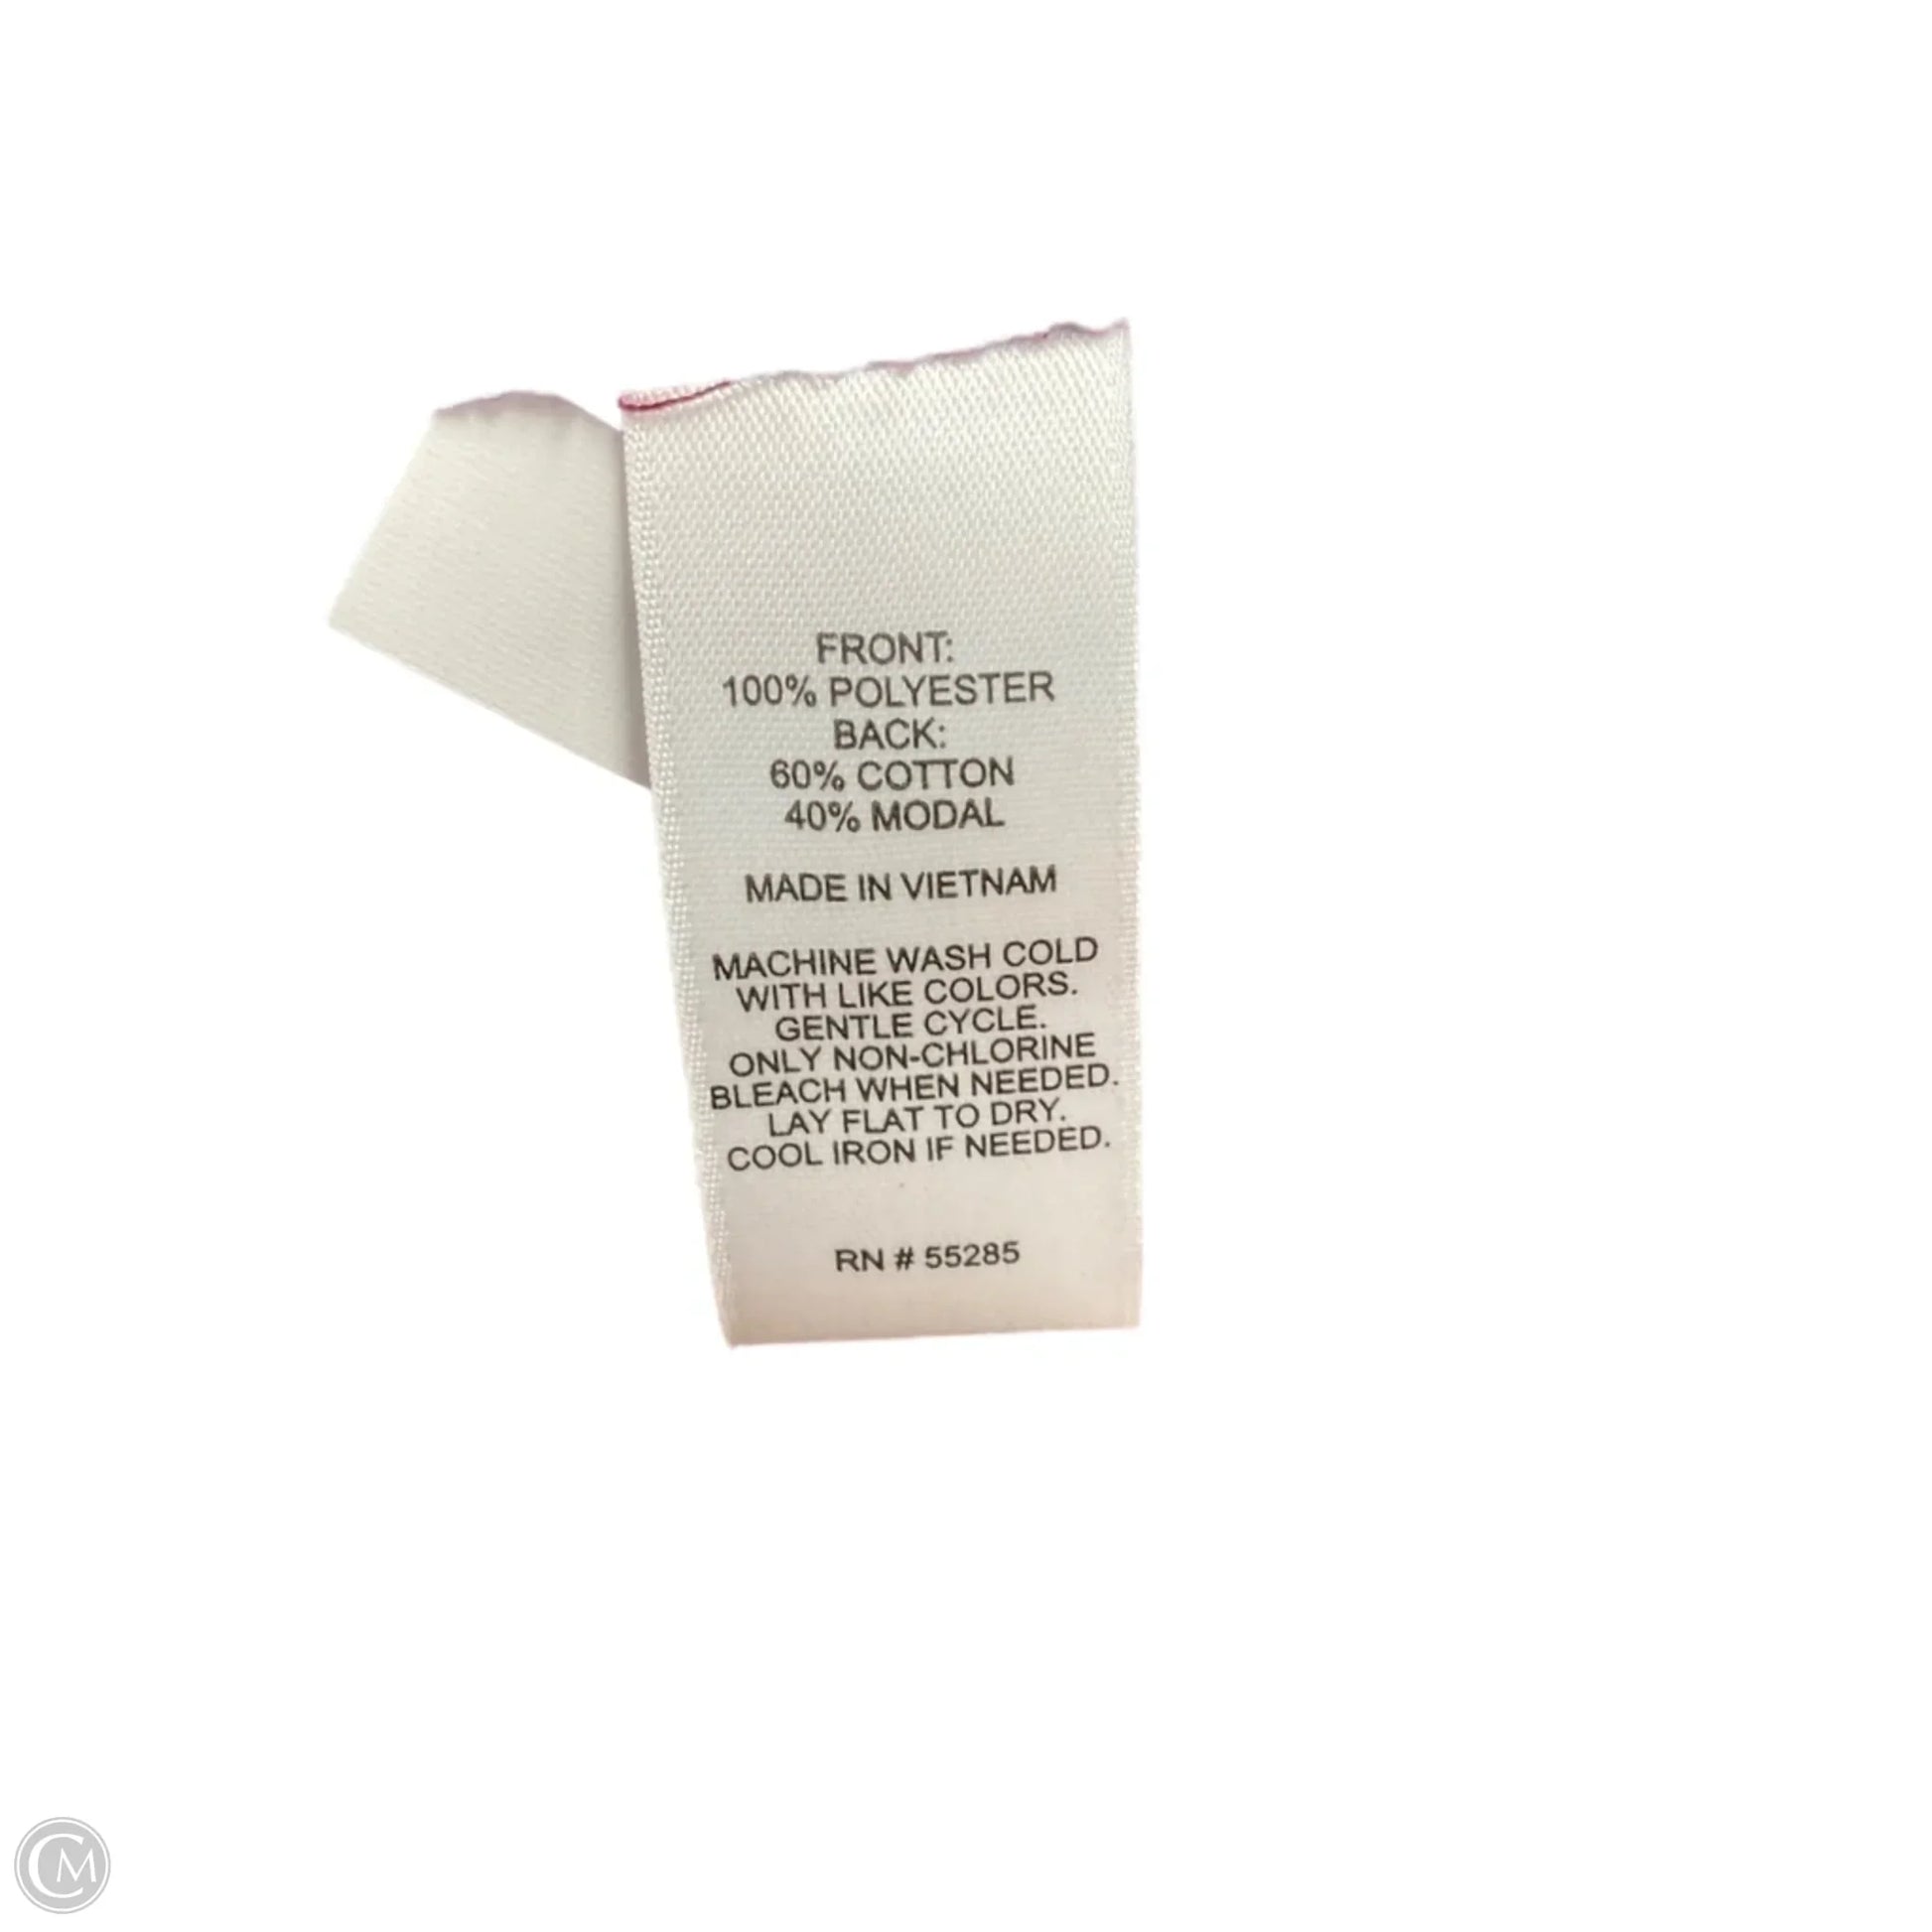 FRONT:
100% POLYESTER
BACK:
60% COTTON
40% MODAL
MADE IN VIETNAM
MACHINE WASH COLD
WITH LIKE COLORS.
GENTLE CYCLE.
ONLY NON-CHLORINE
BLEACH WHEN NEEDED.
LAY FLAT TO DRY.
COOL IRON IF NEEDED.
RN # 55285
CM